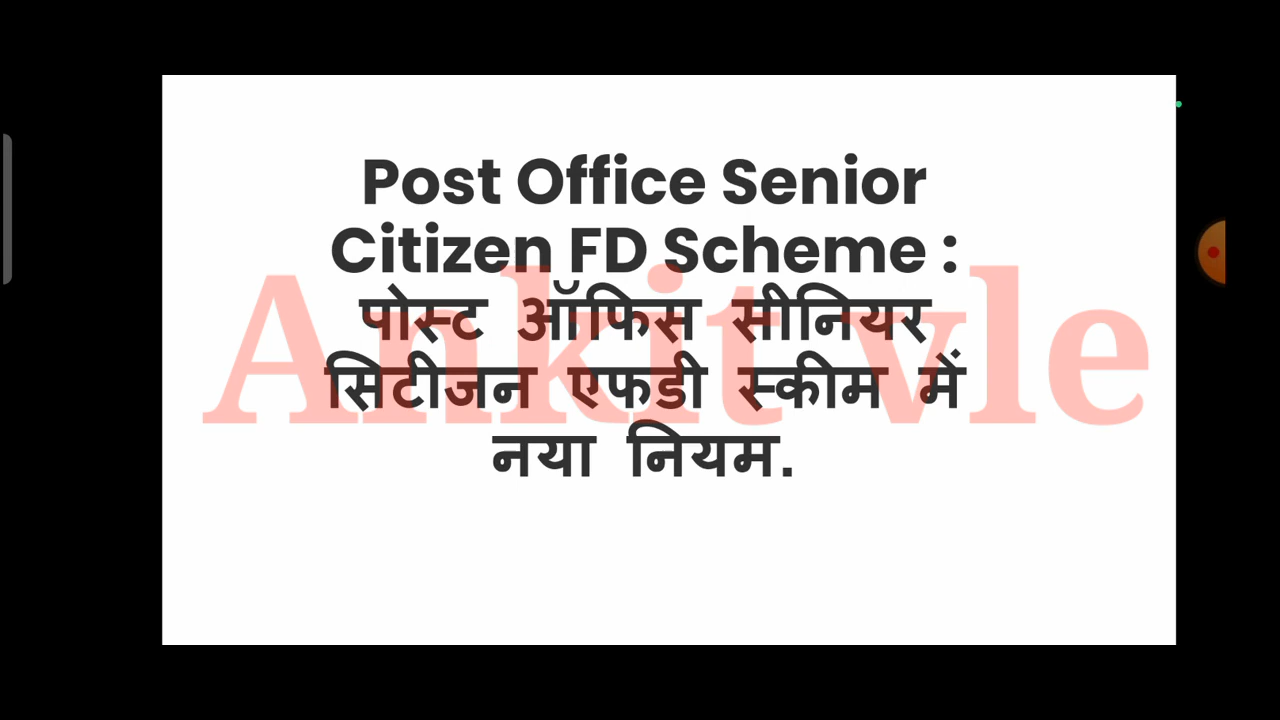 Post Office Senior
Citizen FD Scheme :
पोस्ट ऑफिस सीनियर
सिटीजन एफडी स्कीम में
नया नियम.
Ankit vle